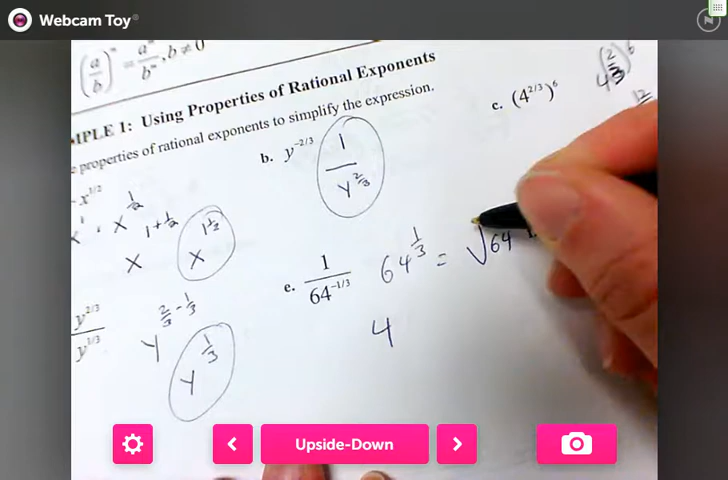 Webcam Toy
(a/b)^m = a^m/b^m, b ≠ 0
MPLE 1: Using Properties of Rational Exponents
properties of rational exponents to simplify the expression.
x^1/2
x · x^1/2
x^1+1/2
x^1 1/2
b. y^-2/3
1/y^2/3
c. (4^2/3)^6
4^(2/3)6
y^2/3/y^1/3
y^2/3-1/3
y^1/3
e. 1/64^-1/3
64^1/3 = √64
4
Upside-Down